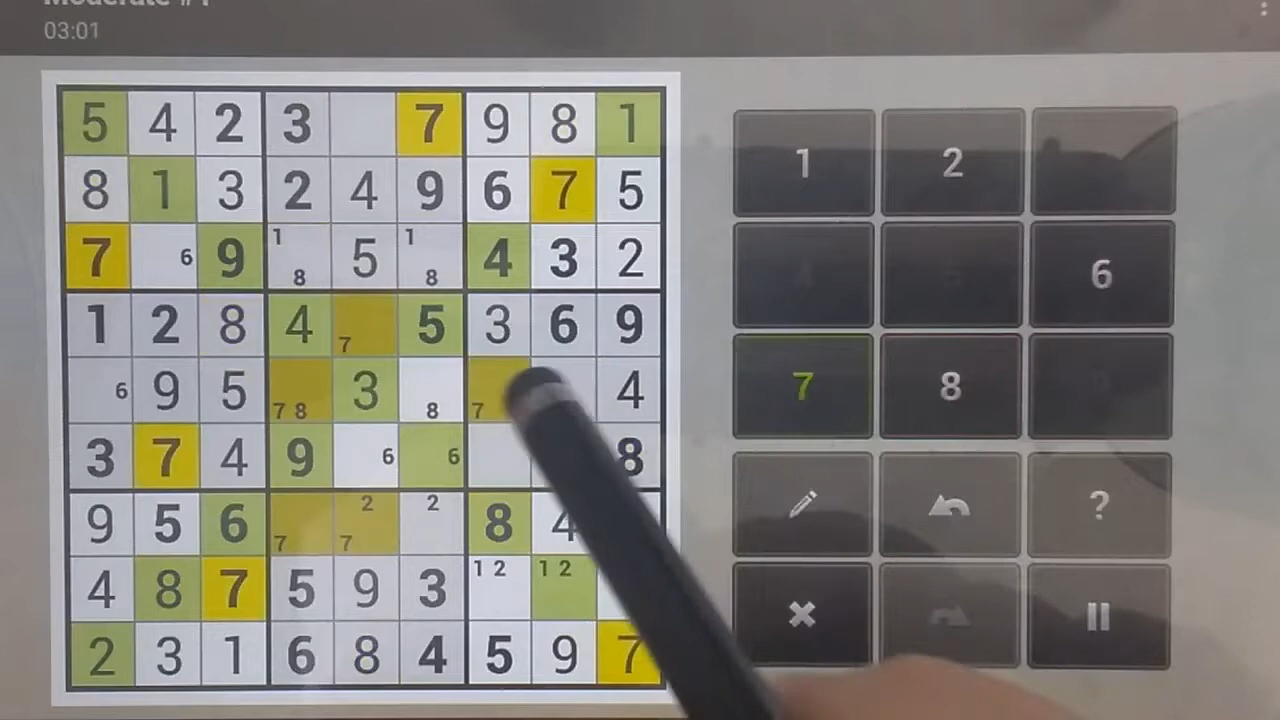 03:01
5 4 2 3 7 9 8 1
8 1 3 2 4 9 6 7 5
7 6 9 1 8 5 1 8 4 3 2
1 2 8 4 7 5 3 6 9
6 9 5 7 8 3 8 7 4
3 7 4 9 6 6 8
9 5 6 7 2 7 2 8 4
4 8 7 5 9 3 1 2 1 2
2 3 1 6 8 4 5 9 7
1 2
6
7 8
?